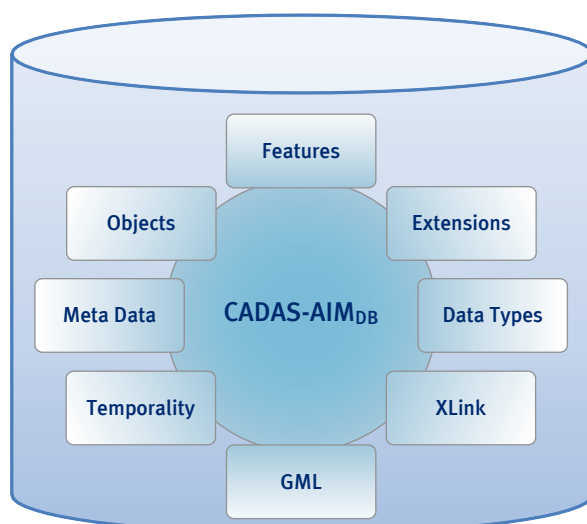 Features
Objects
Extensions
Meta Data
CADAS-AIMDB
Data Types
Temporality
XLink
GML